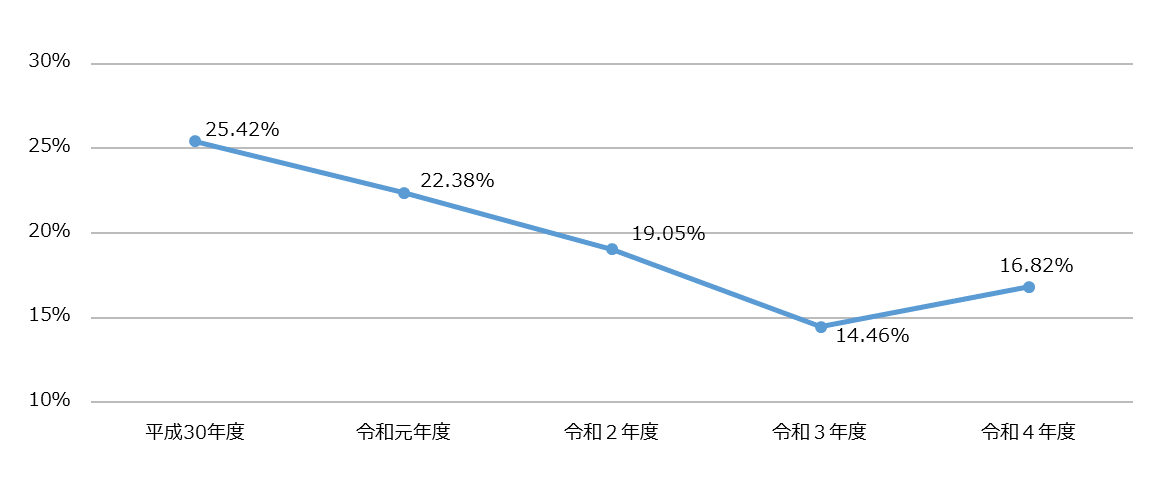 30%
25.42%
25%
22.38%
20%
19.05%
16.82%
15%
14.46%
10%
平成30年度
令和元年度
令和２年度
令和３年度
令和４年度